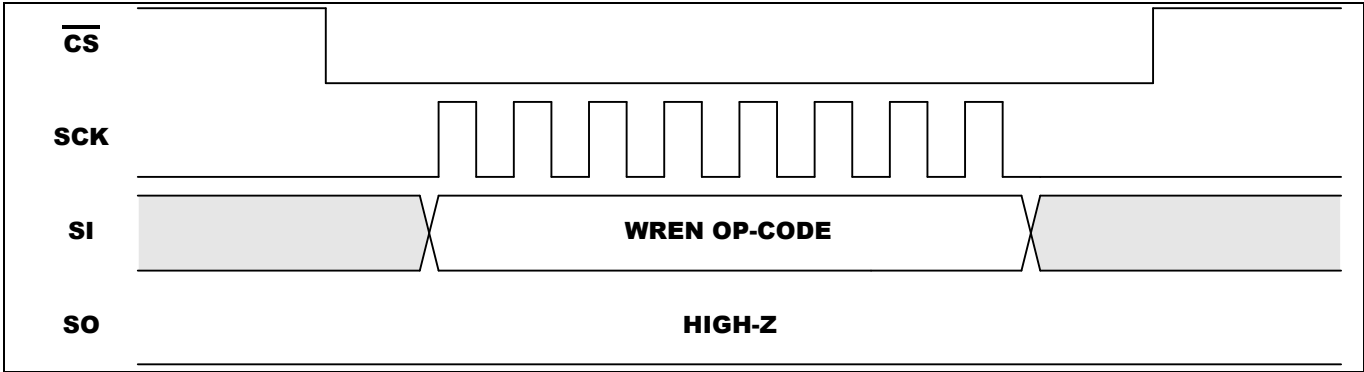 CS
SCK
SI
WREN OP-CODE
SO
HIGH-Z